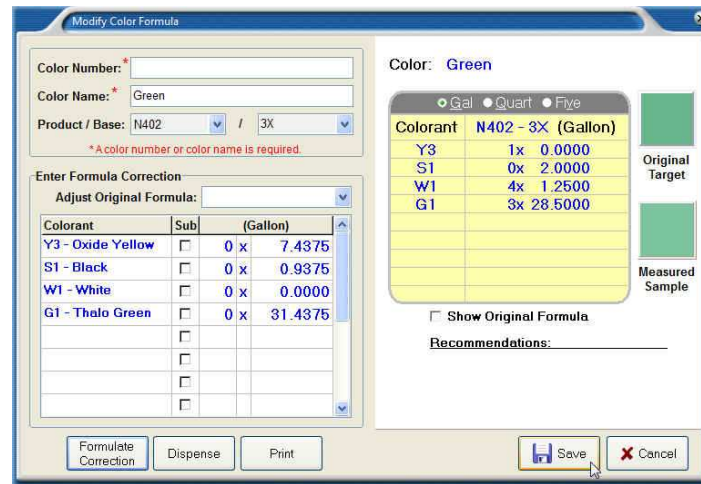 Modify Color Formula
Color Number:*
Color Name:* Green
Product / Base: N402 / 3X
*A color number or color name is required.
Enter Formula Correction
Adjust Original Formula:
Colorant Sub (Gallon)
Y3 - Oxide Yellow 0 x 7.4375
S1 - Black 0 x 0.9375
W1 - White 0 x 0.0000
G1 - Thalo Green 0 x 31.4375
Formulate
Correction
Dispense
Print
Color: Green
Gal Quart Five
Colorant N402 - 3X (Gallon)
Y3 1x 0.0000
S1 0x 2.0000
W1 4x 1.2500
G1 3x 28.5000
Original
Target
Measured
Sample
Show Original Formula
Recommendations:
Save
Cancel